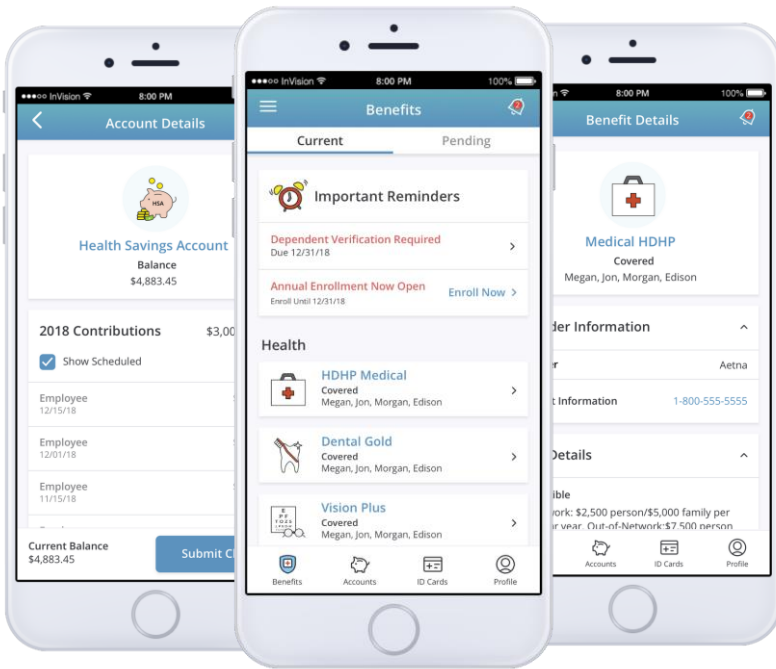 InVision
8:00 PM
Account Details
HSA
Health Savings Account
Balance
$4,883.45
2018 Contributions
Show Scheduled
Employee
12/15/18
Employee
12/01/18
Employee
11/15/18
Current Balance
$4,883.45
Submit
InVision
8:00 PM
100%
Benefits
2
Current
Pending
Important Reminders
Dependent Verification Required
Due 12/31/18
Annual Enrollment Now Open
Enroll Until 12/31/18
Enroll Now >
Health
HDHP Medical
Covered
Megan, Jon, Morgan, Edison
Dental Gold
Covered
Megan, Jon, Morgan, Edison
Vision Plus
Covered
Megan, Jon, Morgan, Edison
Benefits
Accounts
ID Cards
Profile
8:00 PM
100%
Benefit Details
2
Medical HDHP
Covered
Megan, Jon, Morgan, Edison
Information
Aetna
Information
1-800-555-5555
Details
$2,500 person/$5,000 family per
year. Out-of-Network:$7,500 person
Accounts
ID Cards
Profile